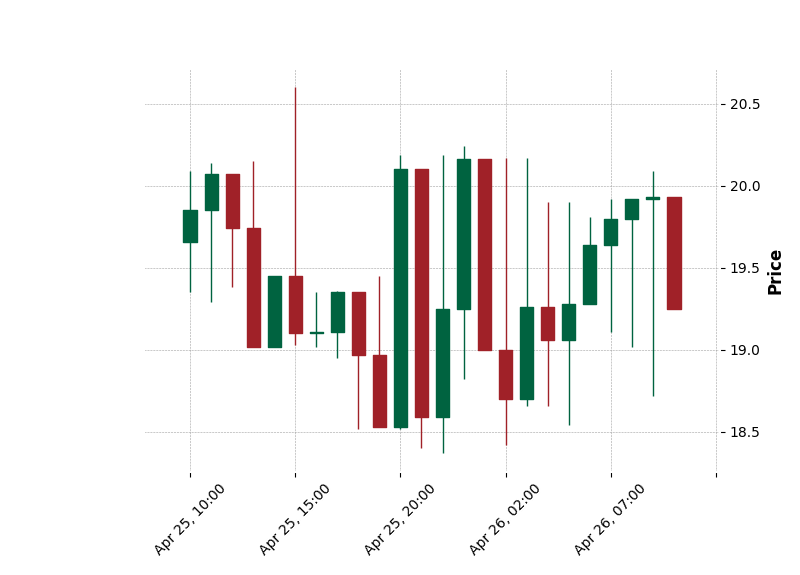 20.5
20.0
19.5
19.0
18.5
Price
Apr 25, 10:00
Apr 25, 15:00
Apr 25, 20:00
Apr 26, 02:00
Apr 26, 07:00